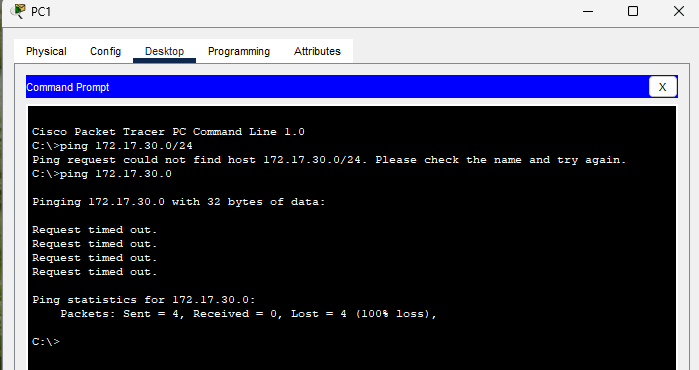 PC1
Physical Config Desktop Programming Attributes
Command Prompt X
Cisco Packet Tracer PC Command Line 1.0
C:\>ping 172.17.30.0/24
Ping request could not find host 172.17.30.0/24. Please check the name and try again.
C:\>ping 172.17.30.0
Pinging 172.17.30.0 with 32 bytes of data:
Request timed out.
Request timed out.
Request timed out.
Request timed out.
Ping statistics for 172.17.30.0:
Packets: Sent = 4, Received = 0, Lost = 4 (100% loss),
C:\>